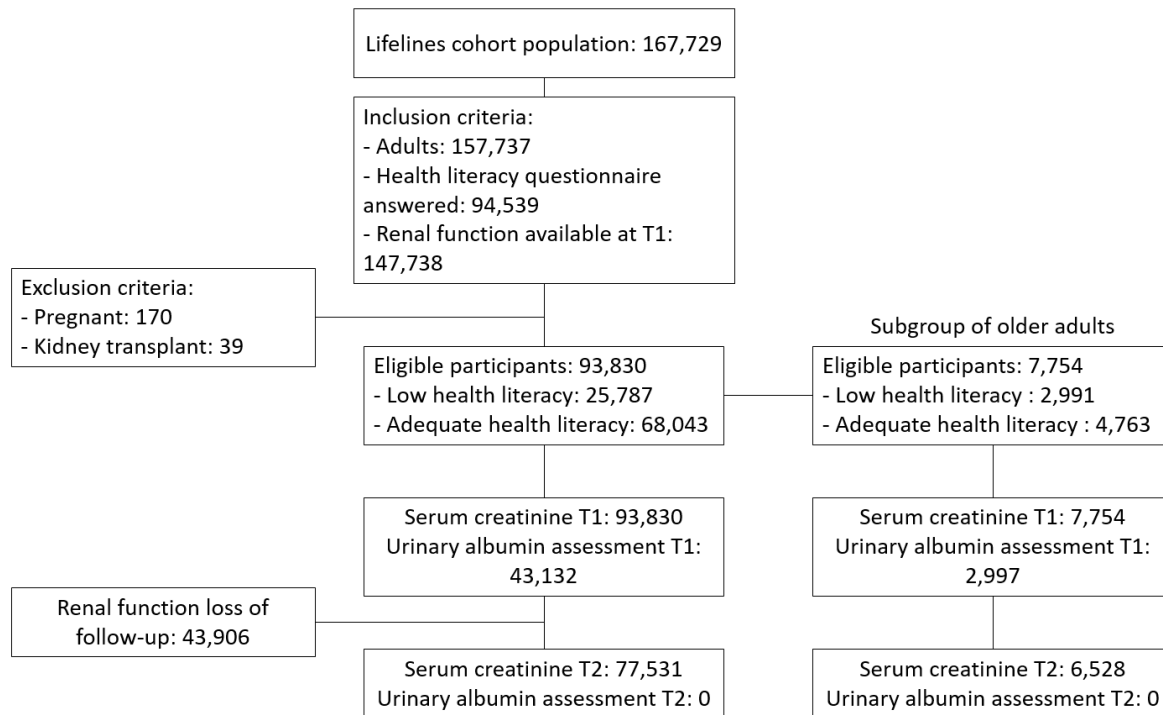 Lifelines cohort population: 167,729
Inclusion criteria:
- Adults: 157,737
- Health literacy questionnaire
answered: 94,539
- Renal function available at T1:
147,738
Exclusion criteria:
- Pregnant: 170
- Kidney transplant: 39
Subgroup of older adults
Eligible participants: 93,830
- Low health literacy: 25,787
- Adequate health literacy: 68,043
Eligible participants: 7,754
- Low health literacy : 2,991
- Adequate health literacy : 4,763
Serum creatinine T1: 93,830
Urinary albumin assessment T1:
43,132
Serum creatinine T1: 7,754
Urinary albumin assessment T1:
2,997
Renal function loss of
follow-up: 43,906
Serum creatinine T2: 77,531
Urinary albumin assessment T2: 0
Serum creatinine T2: 6,528
Urinary albumin assessment T2: 0